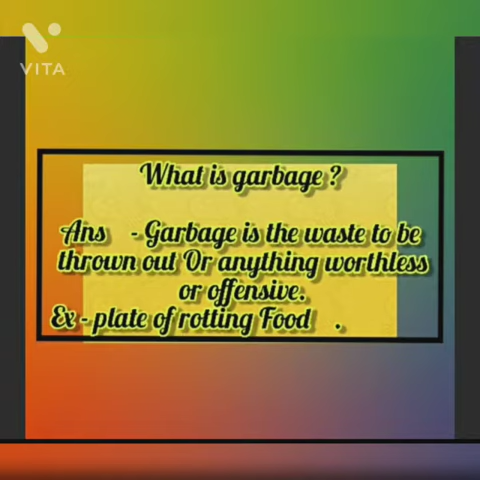 VITA
What is garbage ?
Ans - Garbage is the waste to be
thrown out Or anything worthless
or offensive.
Ex - plate of rotting Food .